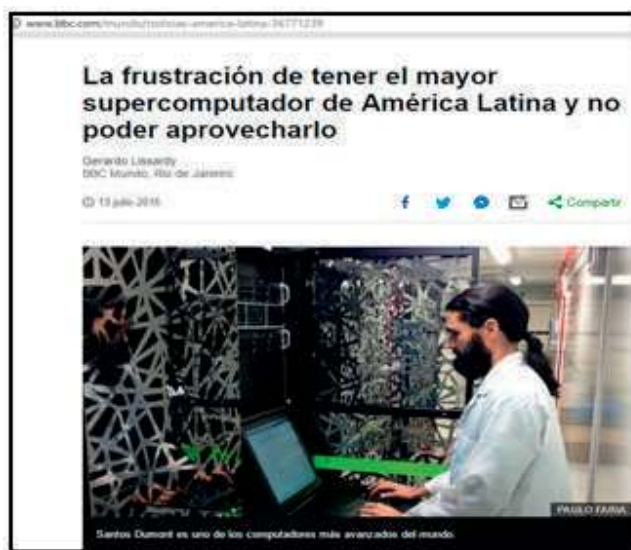 www.bbc.com/mundo/noticias-america-latina-36771239
La frustración de tener el mayor
supercomputador de América Latina y no
poder aprovecharlo
Gerardo Lissardy
BBC Mundo, Río de Janeiro
13 julio 2016
Compartir
PAULO FARIA
Santos Dumont es uno de los computadores más avanzados del mundo.